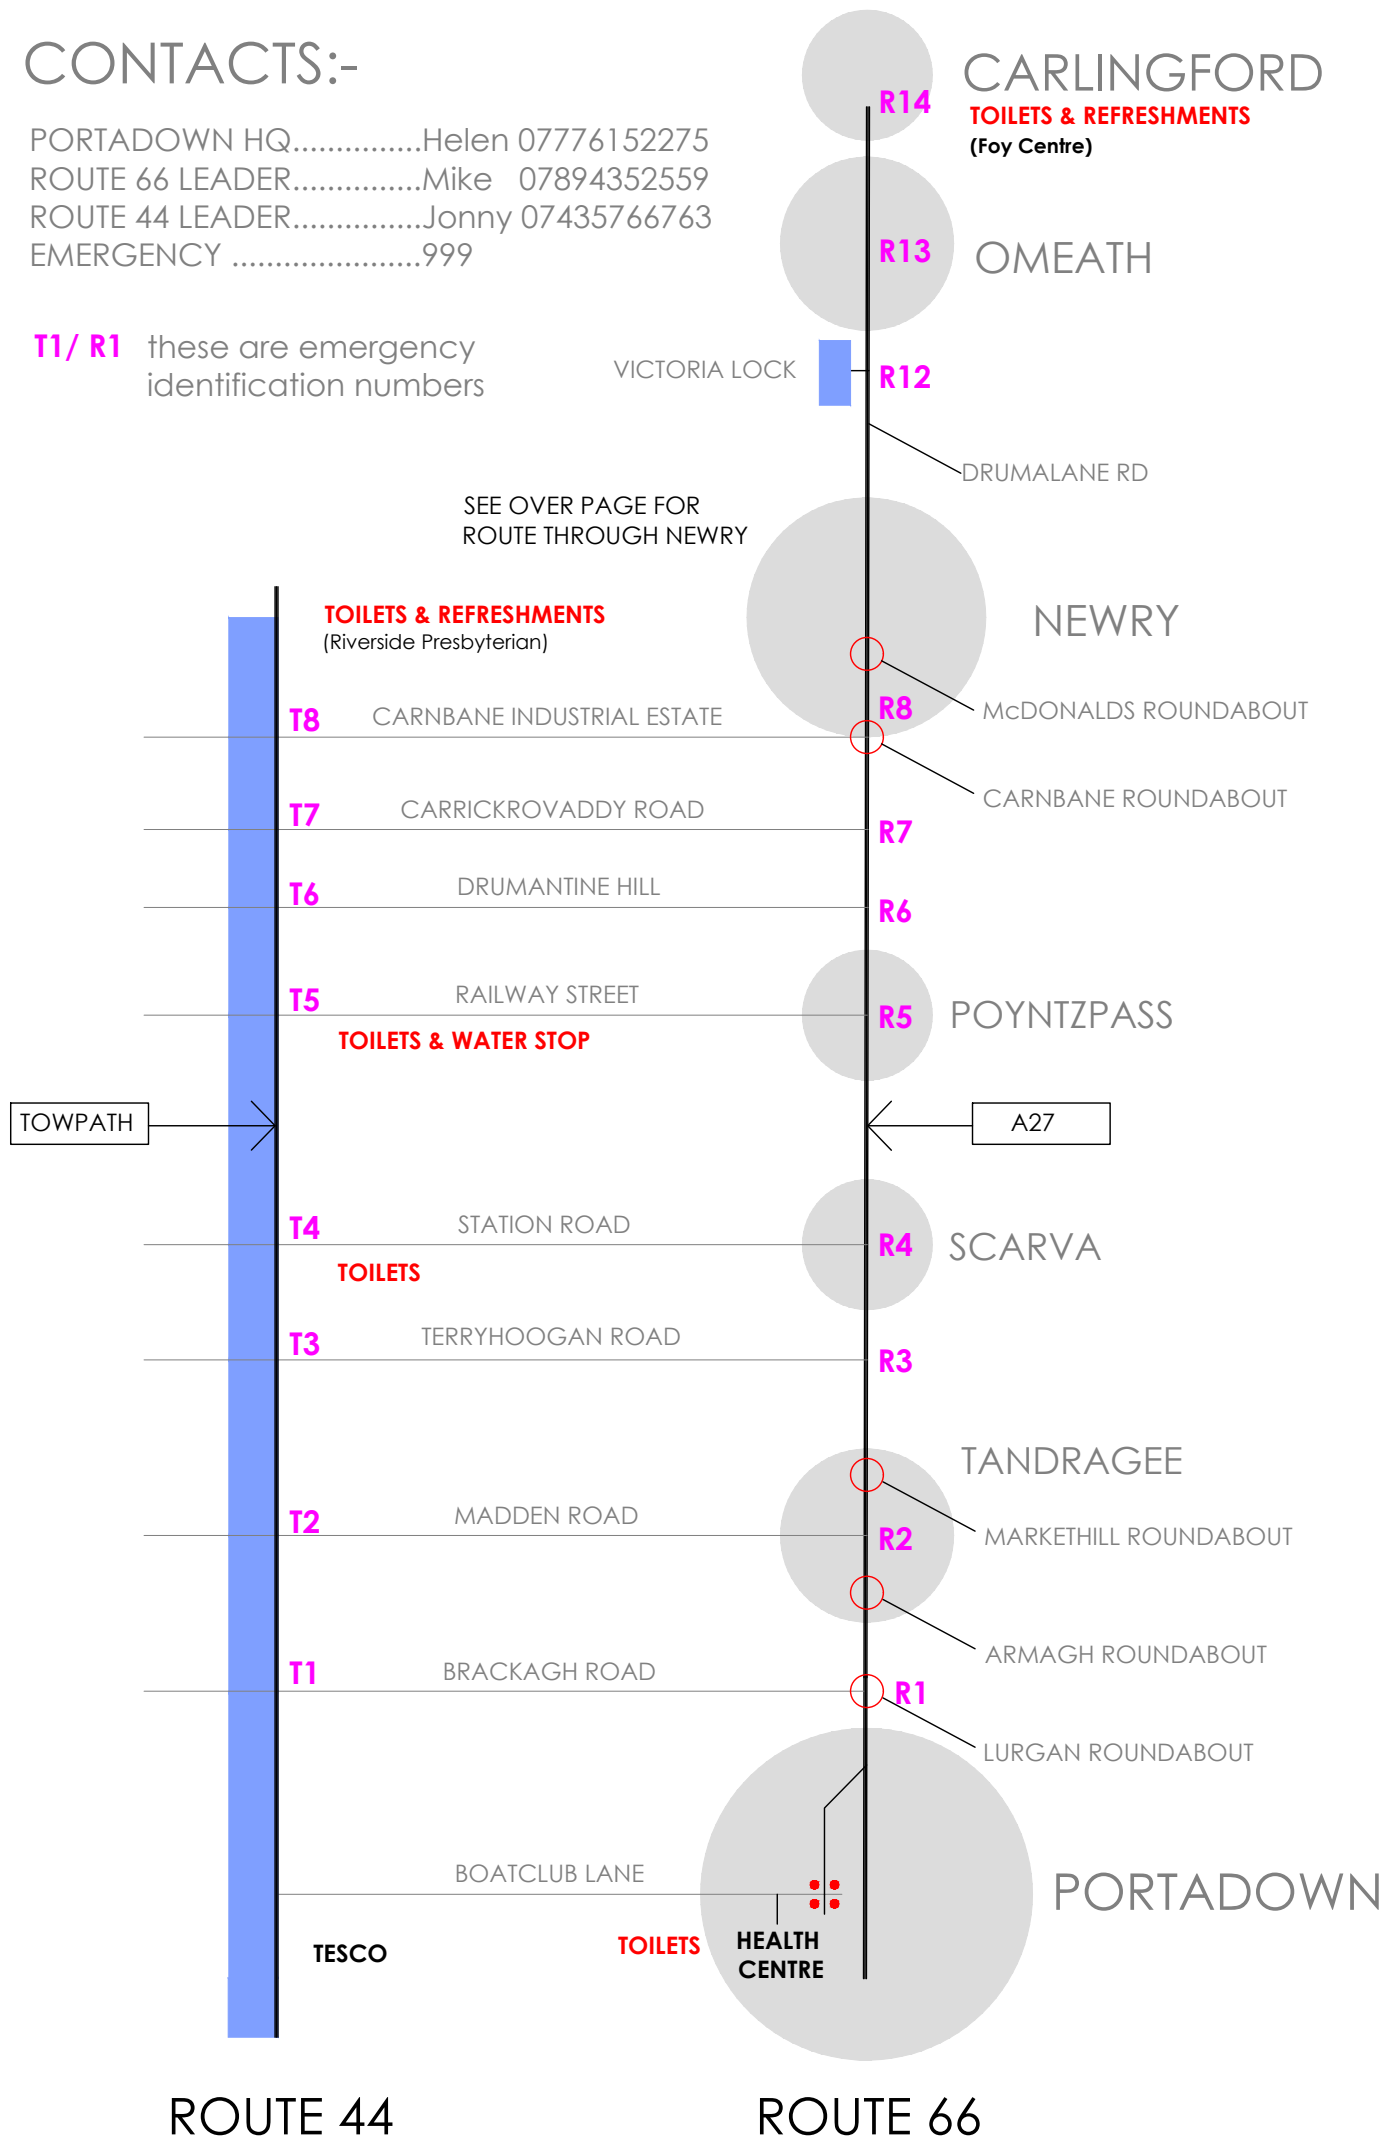 CONTACTS:-
PORTADOWN HQ...............Helen 07776152275
ROUTE 66 LEADER...............Mike 07894352559
ROUTE 44 LEADER...............Jonny 07435766763
EMERGENCY ......................999
T1/ R1 these are emergency
identification numbers
R14
CARLINGFORD
TOILETS & REFRESHMENTS
(Foy Centre)
R13
OMEATH
VICTORIA LOCK
R12
DRUMALANE RD
SEE OVER PAGE FOR
ROUTE THROUGH NEWRY
TOILETS & REFRESHMENTS
(Riverside Presbyterian)
NEWRY
T8
CARNBANE INDUSTRIAL ESTATE
R8
McDONALDS ROUNDABOUT
CARNBANE ROUNDABOUT
T7
CARRICKROVADDY ROAD
R7
T6
DRUMANTINE HILL
R6
T5
RAILWAY STREET
R5
POYNTZPASS
TOILETS & WATER STOP
TOWPATH
A27
T4
STATION ROAD
R4
SCARVA
TOILETS
T3
TERRYHOOGAN ROAD
R3
TANDRAGEE
T2
MADDEN ROAD
R2
MARKETHILL ROUNDABOUT
ARMAGH ROUNDABOUT
T1
BRACKAGH ROAD
R1
LURGAN ROUNDABOUT
BOATCLUB LANE
PORTADOWN
TESCO
TOILETS
HEALTH
CENTRE
ROUTE 44
ROUTE 66